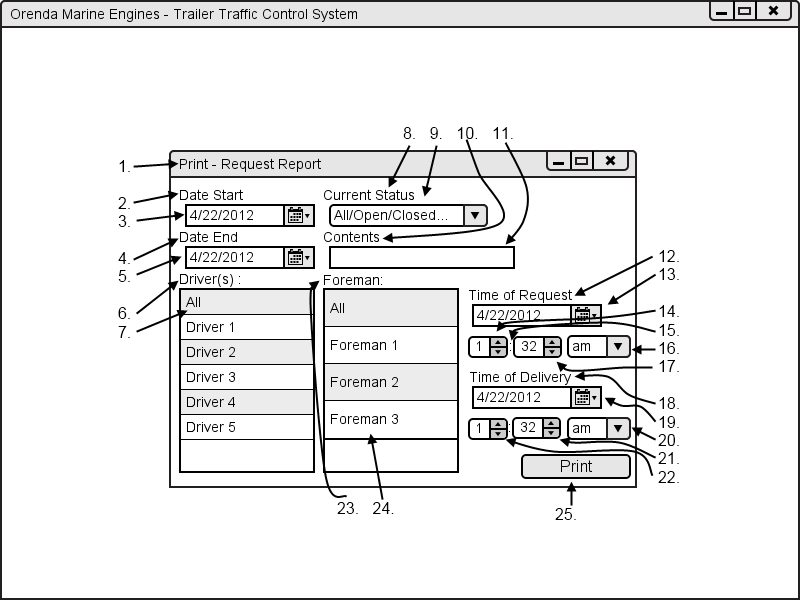 Orenda Marine Engines - Trailer Traffic Control System
8. 9. 10. 11.
1. Print - Request Report
2. Date Start Current Status
3. 4/22/2012 All/Open/Closed...
4. Date End Contents
5. 4/22/2012
12.
13.
6. Driver(s) : Foreman:
7. All
Driver 1
Driver 2
Driver 3
Driver 4
Driver 5
All
Foreman 1
Foreman 2
Foreman 3
Time of Request
4/22/2012
14.
15.
1 : 32 am 16.
17.
Time of Delivery
4/22/2012 18.
19.
1 : 32 am 20.
21.
22.
Print
23. 24. 25.